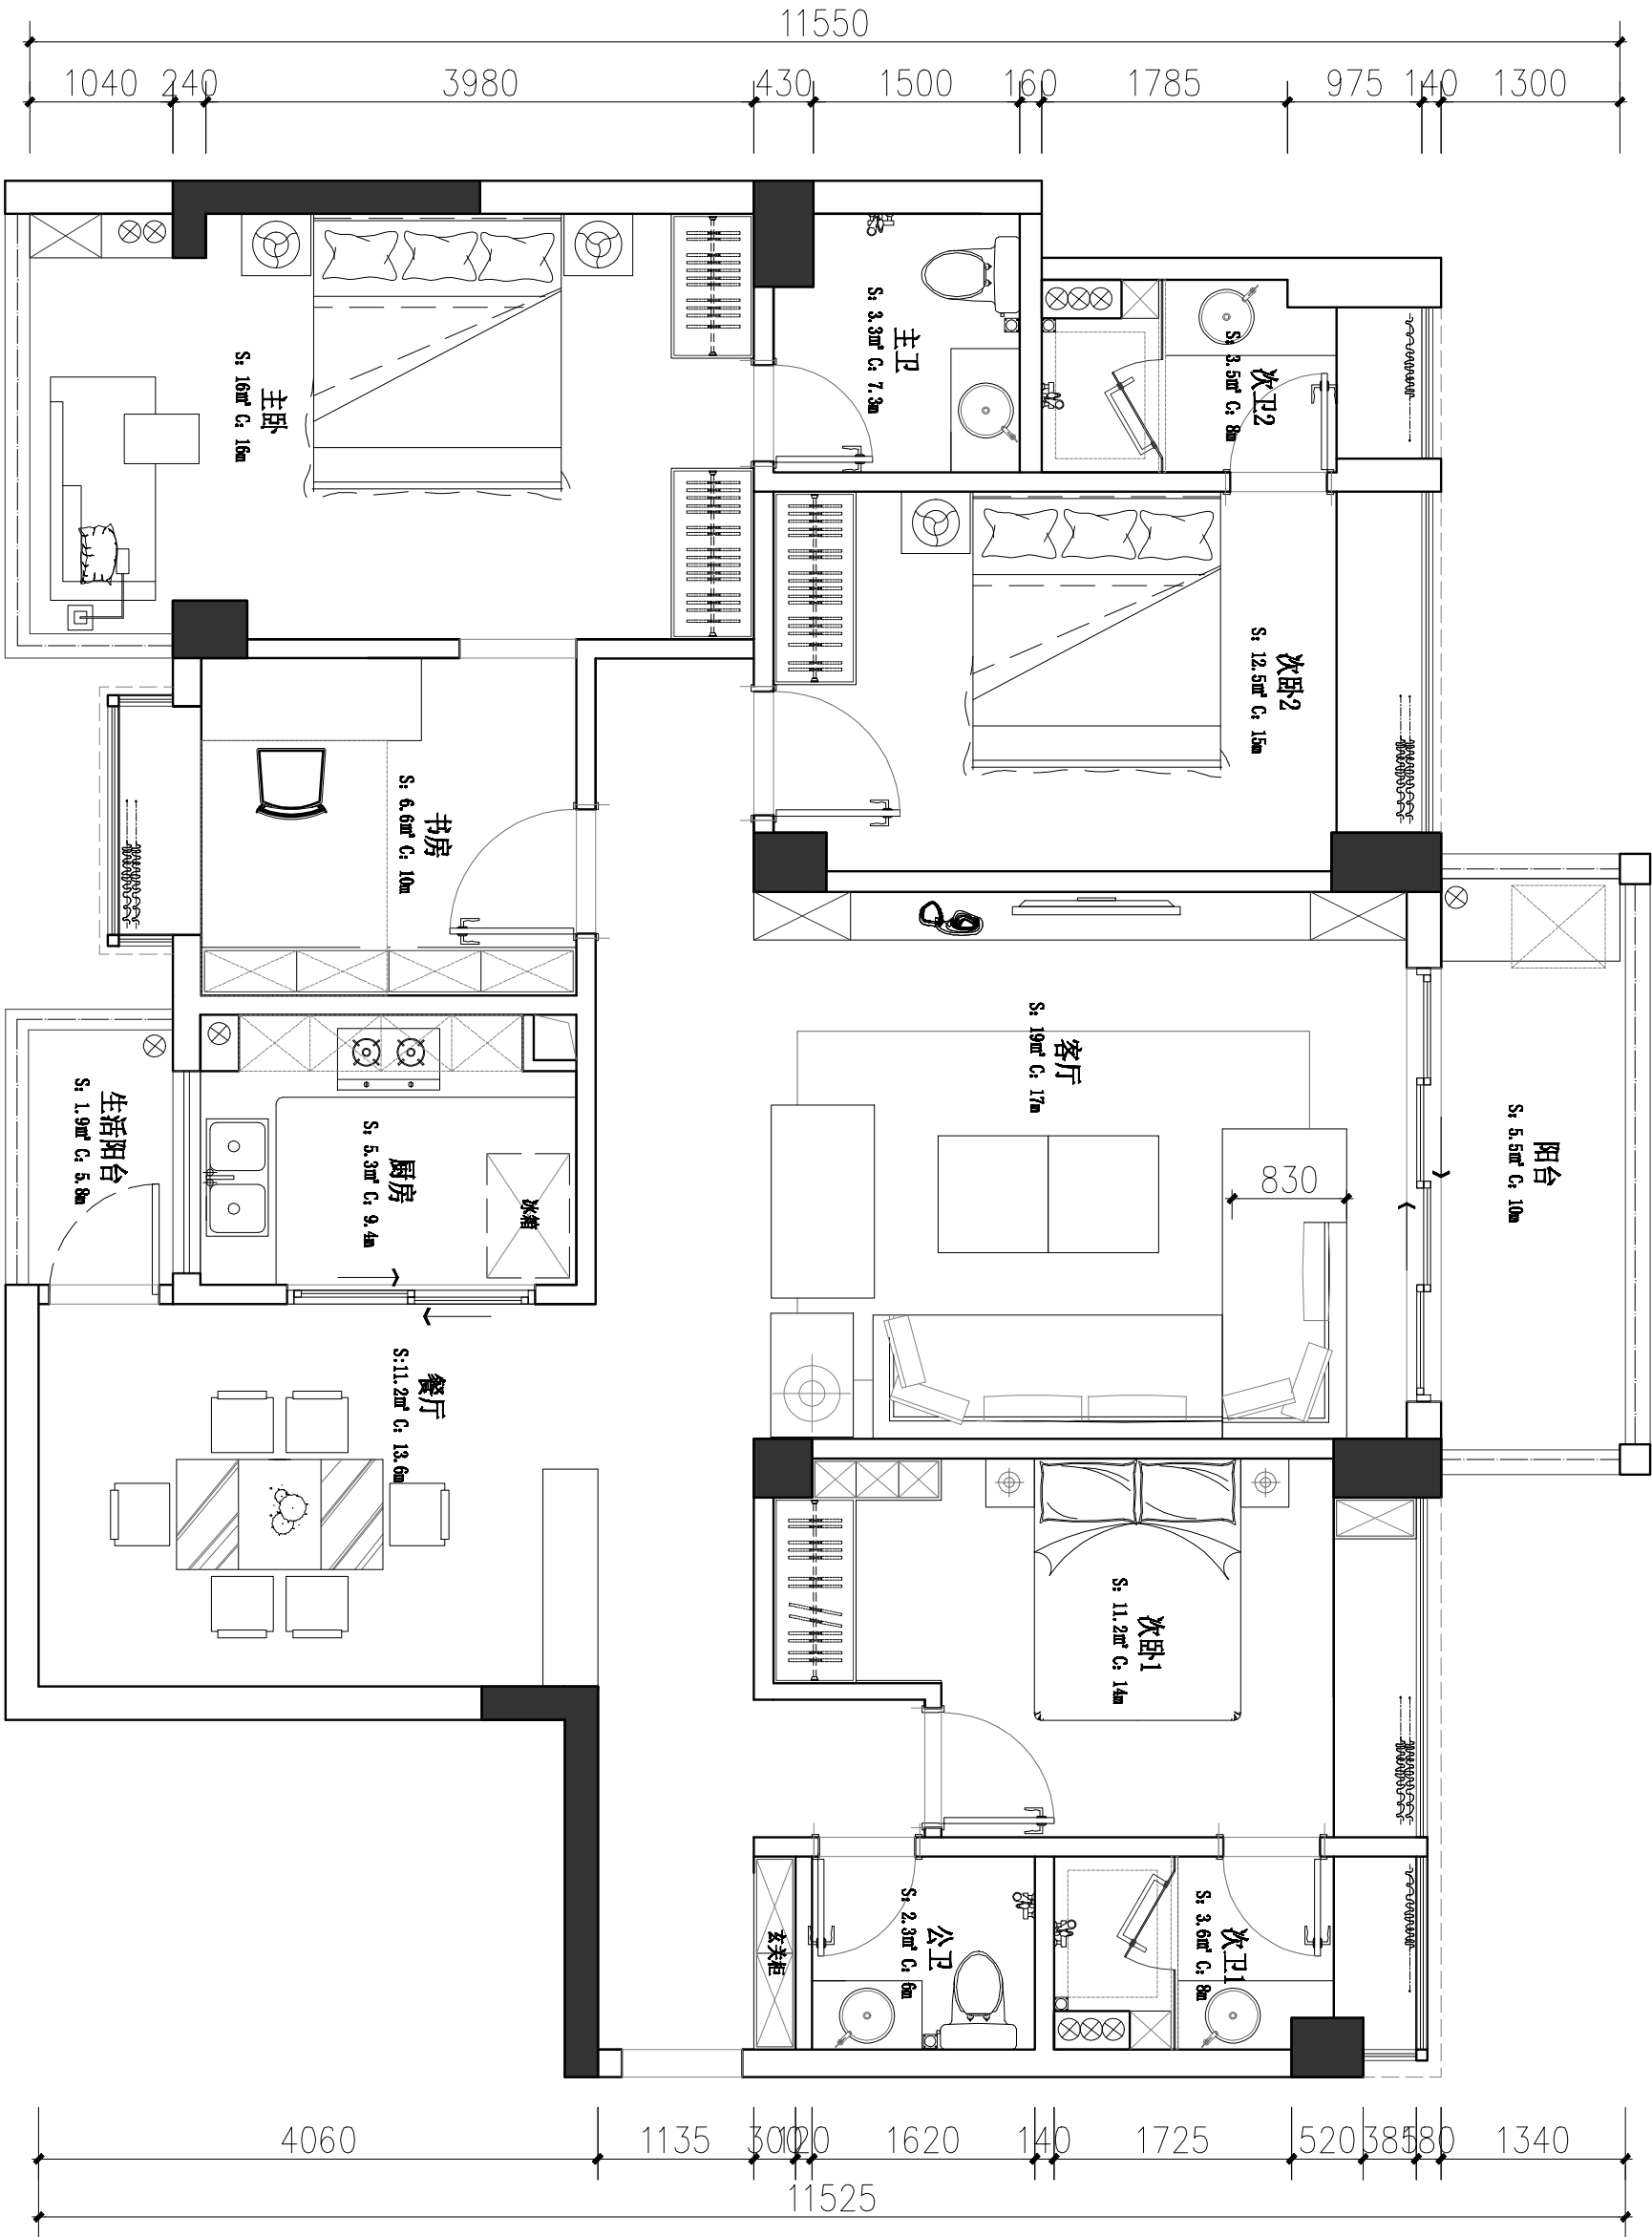 11550
1040 240 3980 430 1500 160 1785 975 140 1300
主卧
S: 16㎡ C: 16m
主卫
S: 3.3㎡ C: 7.3m
次卫2
S: 3.5㎡ C: 8m
次卧2
S: 12.5㎡ C: 15m
书房
S: 6.6㎡ C: 10m
客厅
S: 19㎡ C: 17m
阳台
S: 5.5㎡ C: 10m
830
生活阳台
S: 1.9㎡ C: 5.8m
厨房
S: 5.3㎡ C: 9.4m
冰箱
餐厅
S:11.2㎡ C: 13.6m
次卧1
S: 11.2㎡ C: 14m
玄关柜
公卫
S: 2.3㎡ C: 6m
次卫1
S: 3.6㎡ C: 8m
4060 1135 300 120 1620 140 1725 520 385 180 1340
11525